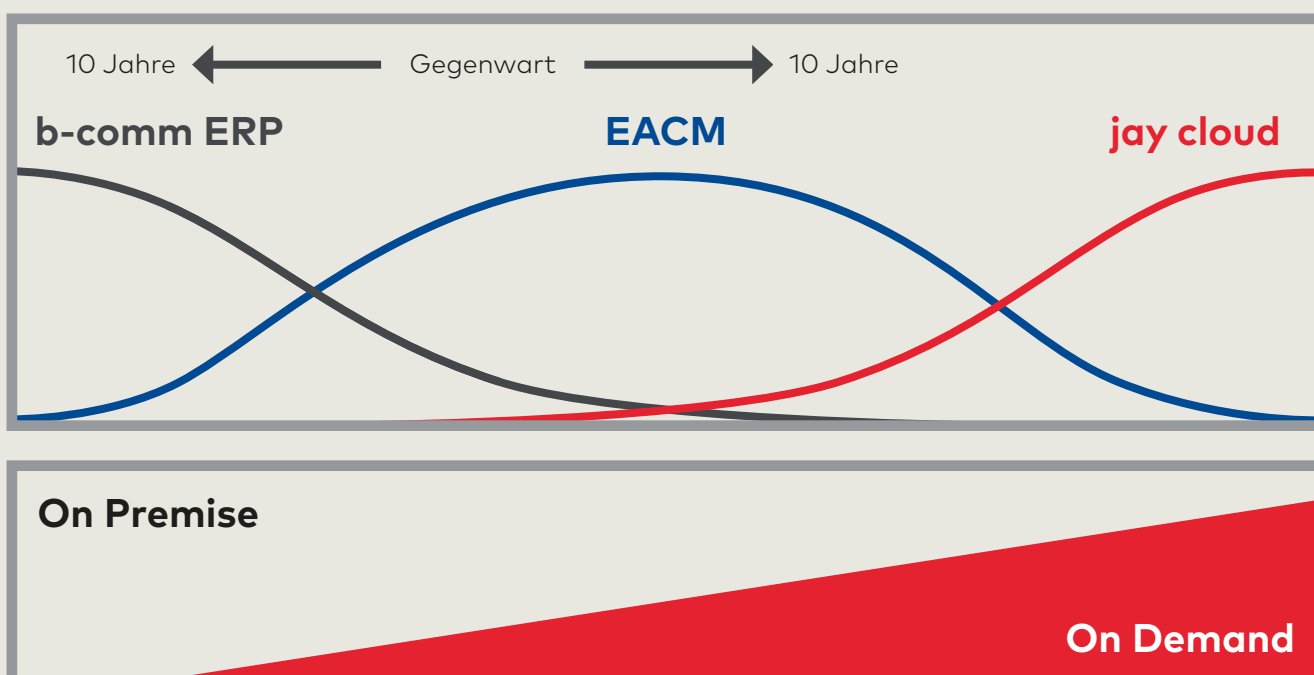 10 Jahre Gegenwart 10 Jahre
b-comm ERP EACM jay cloud
On Premise
On Demand